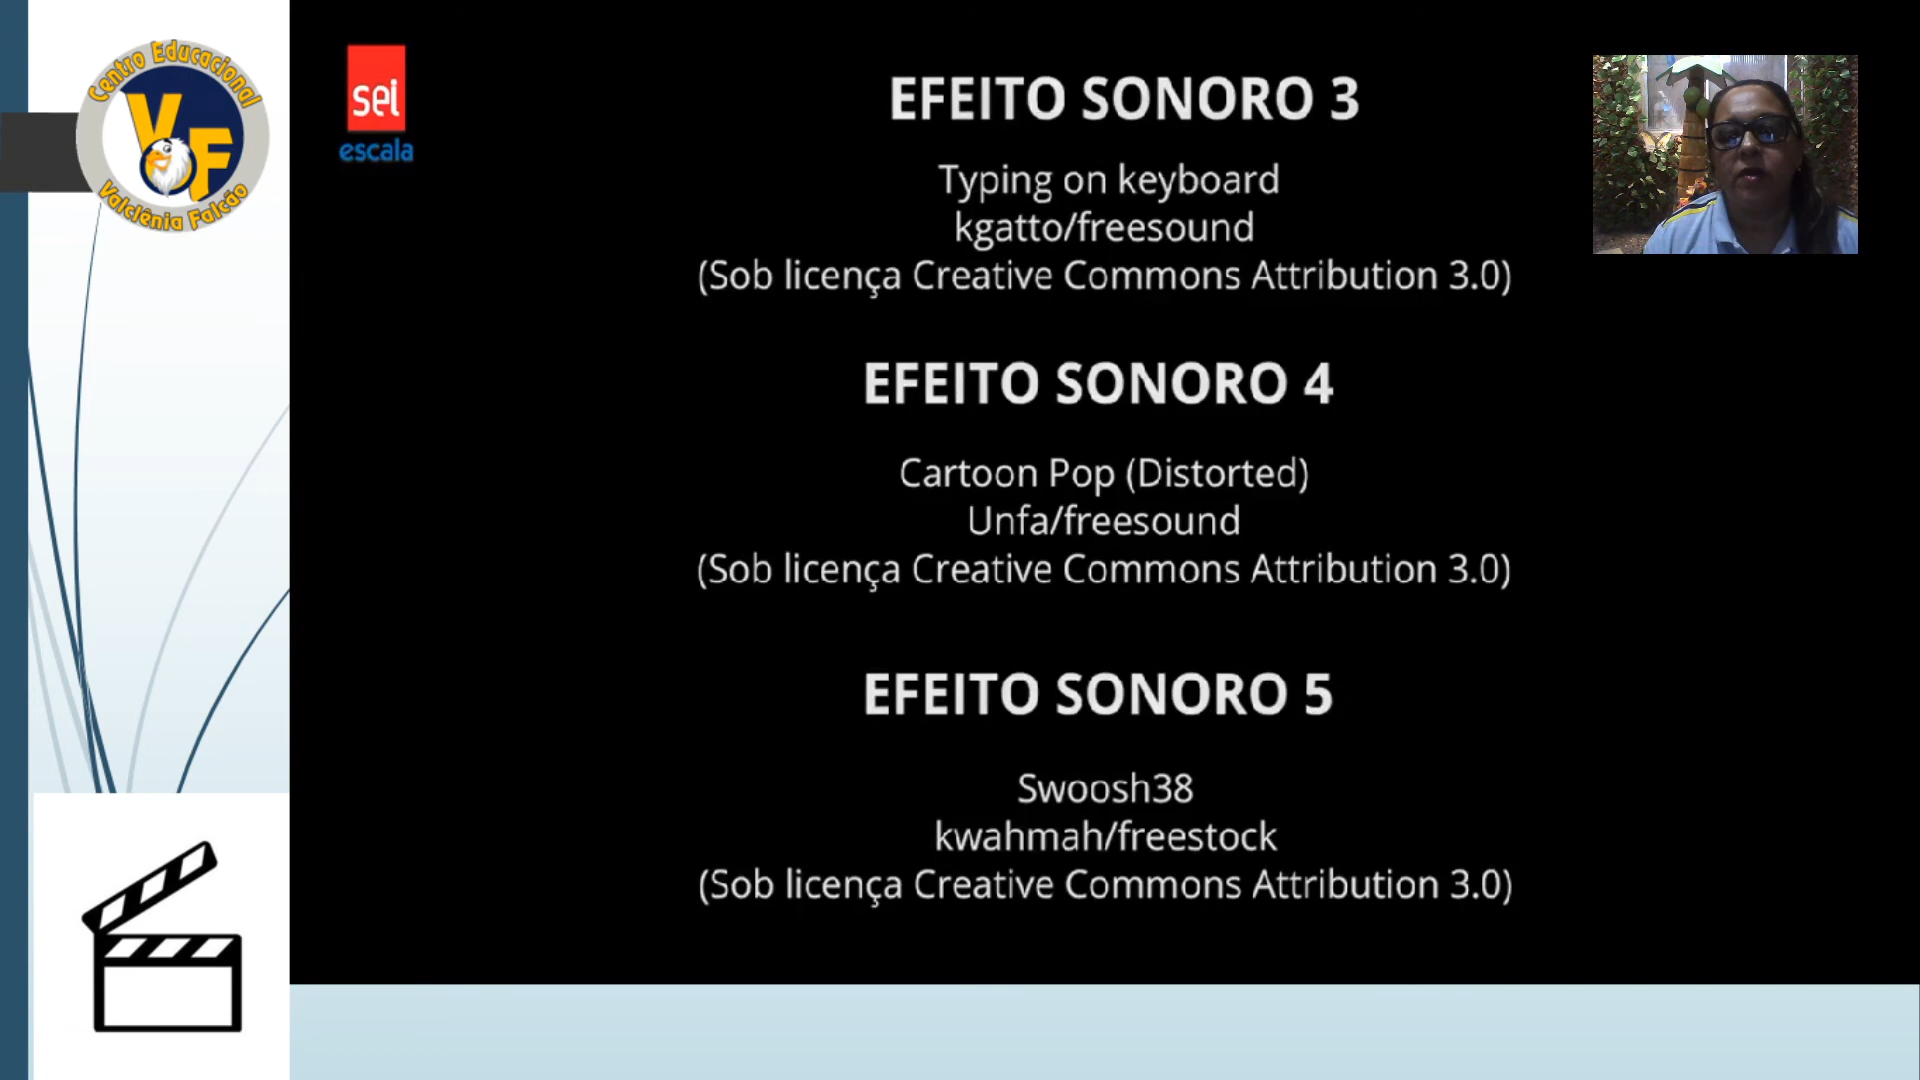 Centro Educacional
VF
Valclênia Falcão
sei
escala
EFEITO SONORO 3
Typing on keyboard
kgatto/freesound
(Sob licença Creative Commons Attribution 3.0)
EFEITO SONORO 4
Cartoon Pop (Distorted)
Unfa/freesound
(Sob licença Creative Commons Attribution 3.0)
EFEITO SONORO 5
Swoosh38
kwahmah/freestock
(Sob licença Creative Commons Attribution 3.0)